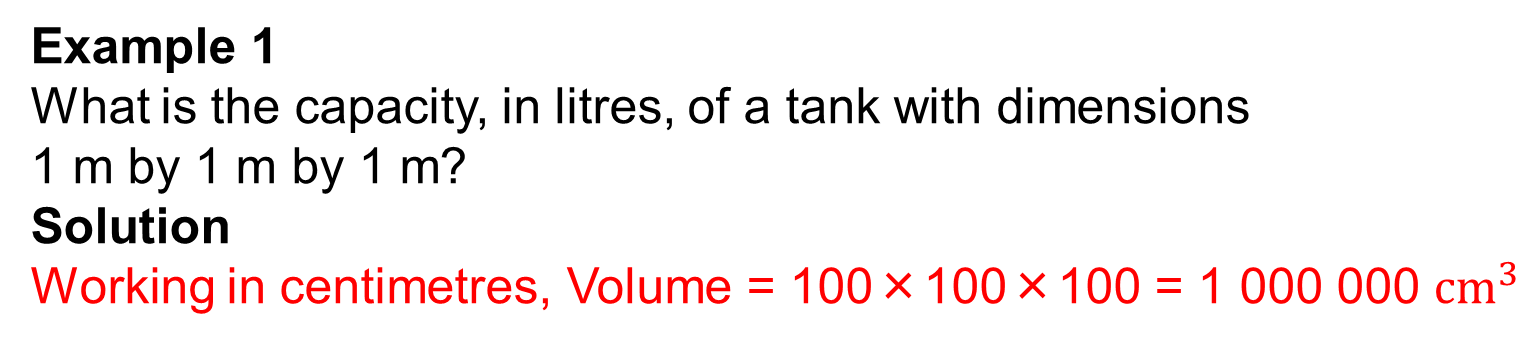 Example 1
What is the capacity, in litres, of a tank with dimensions
1 m by 1 m by 1 m?
Solution
Working in centimetres, Volume = 100 × 100 × 100 = 1 000 000 cm³